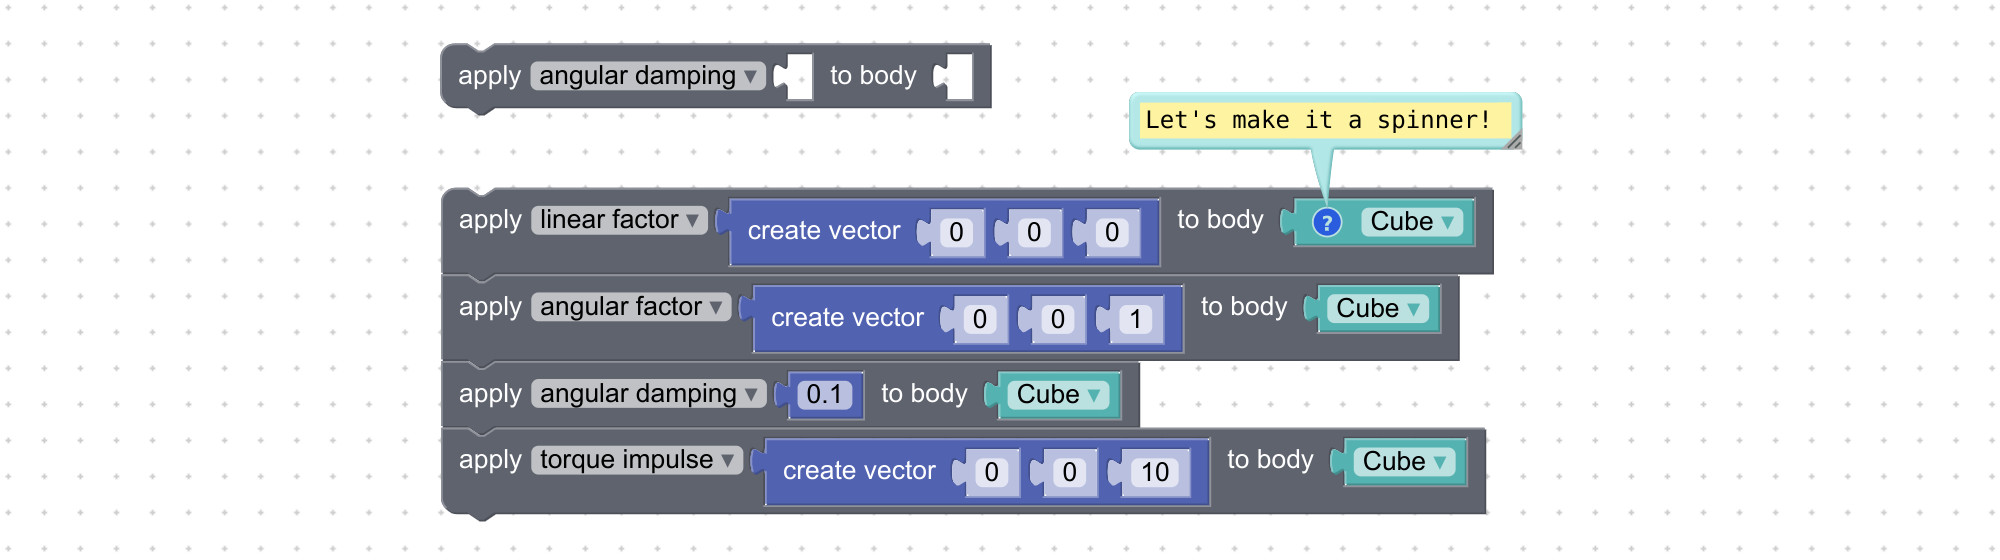 apply angular damping ▼ to body
Let's make it a spinner!
apply linear factor ▼ create vector 0 0 0 to body ? Cube ▼
apply angular factor ▼ create vector 0 0 1 to body Cube ▼
apply angular damping ▼ 0.1 to body Cube ▼
apply torque impulse ▼ create vector 0 0 10 to body Cube ▼